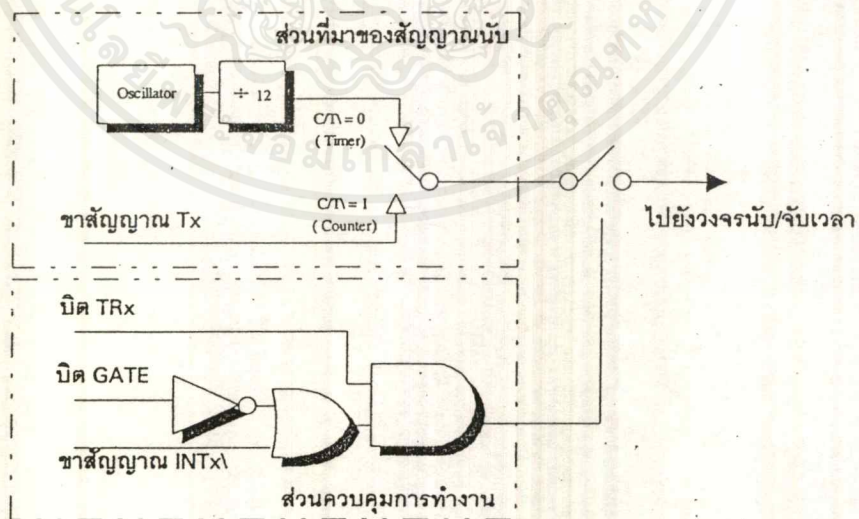 ส่วนที่มาของสัญญาณนับ
Oscillator
÷ 12
C/T\ = 0
( Timer)
C/T\ = 1
( Counter)
ขาสัญญาณ Tx
ไปยังวงจรนับ/จับเวลา
บิต TRx
บิต GATE
ขาสัญญาณ INTx\
ส่วนควบคุมการทำงาน